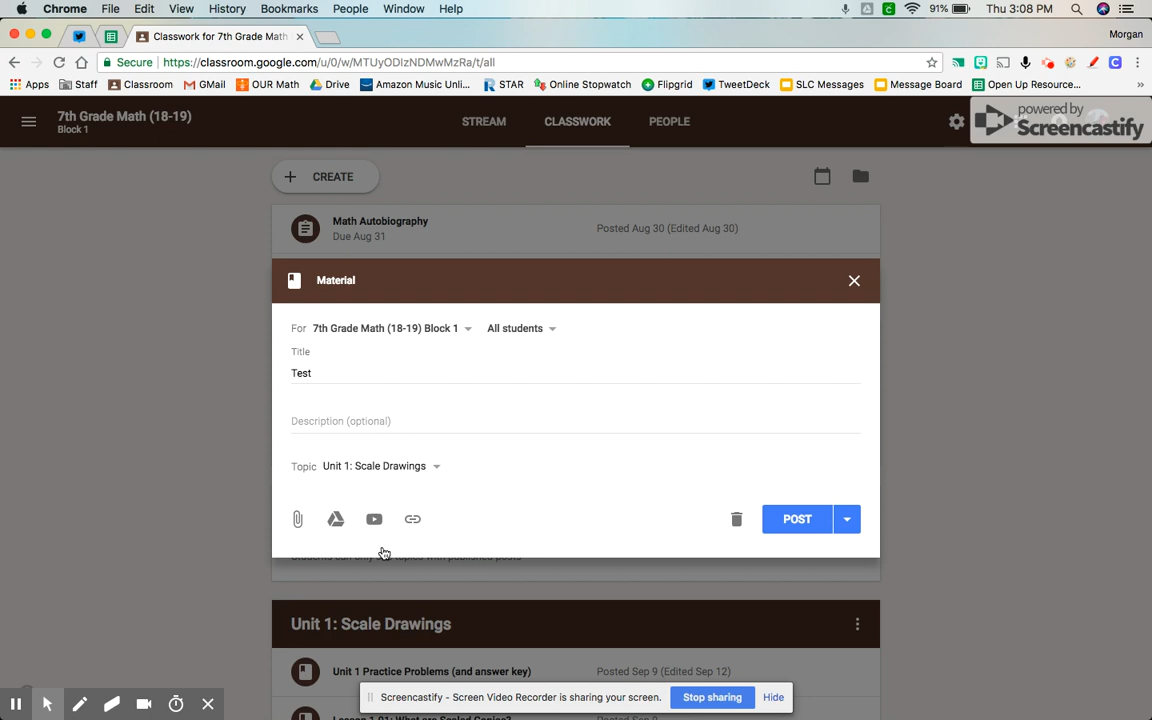 Chrome File Edit View History Bookmarks People Window Help 91% Thu 3:08 PM
Classwork for 7th Grade Math Morgan
Secure https://classroom.google.com/u/0/w/MTUyODIzNDMwMzRa/t/all
Apps Staff Classroom GMail OUR Math Drive Amazon Music Unli... STAR Online Stopwatch Flipgrid TweetDeck SLC Messages Message Board Open Up Resource... »
7th Grade Math (18-19)
Block 1
STREAM CLASSWORK PEOPLE
powered by
Screencastify
CREATE
Math Autobiography
Due Aug 31
Posted Aug 30 (Edited Aug 30)
Material
For 7th Grade Math (18-19) Block 1 All students
Title
Test
Description (optional)
Topic Unit 1: Scale Drawings
POST
Unit 1: Scale Drawings
Unit 1 Practice Problems (and answer key) Posted Sep 9 (Edited Sep 12)
Screencastify - Screen Video Recorder is sharing your screen. Stop sharing Hide